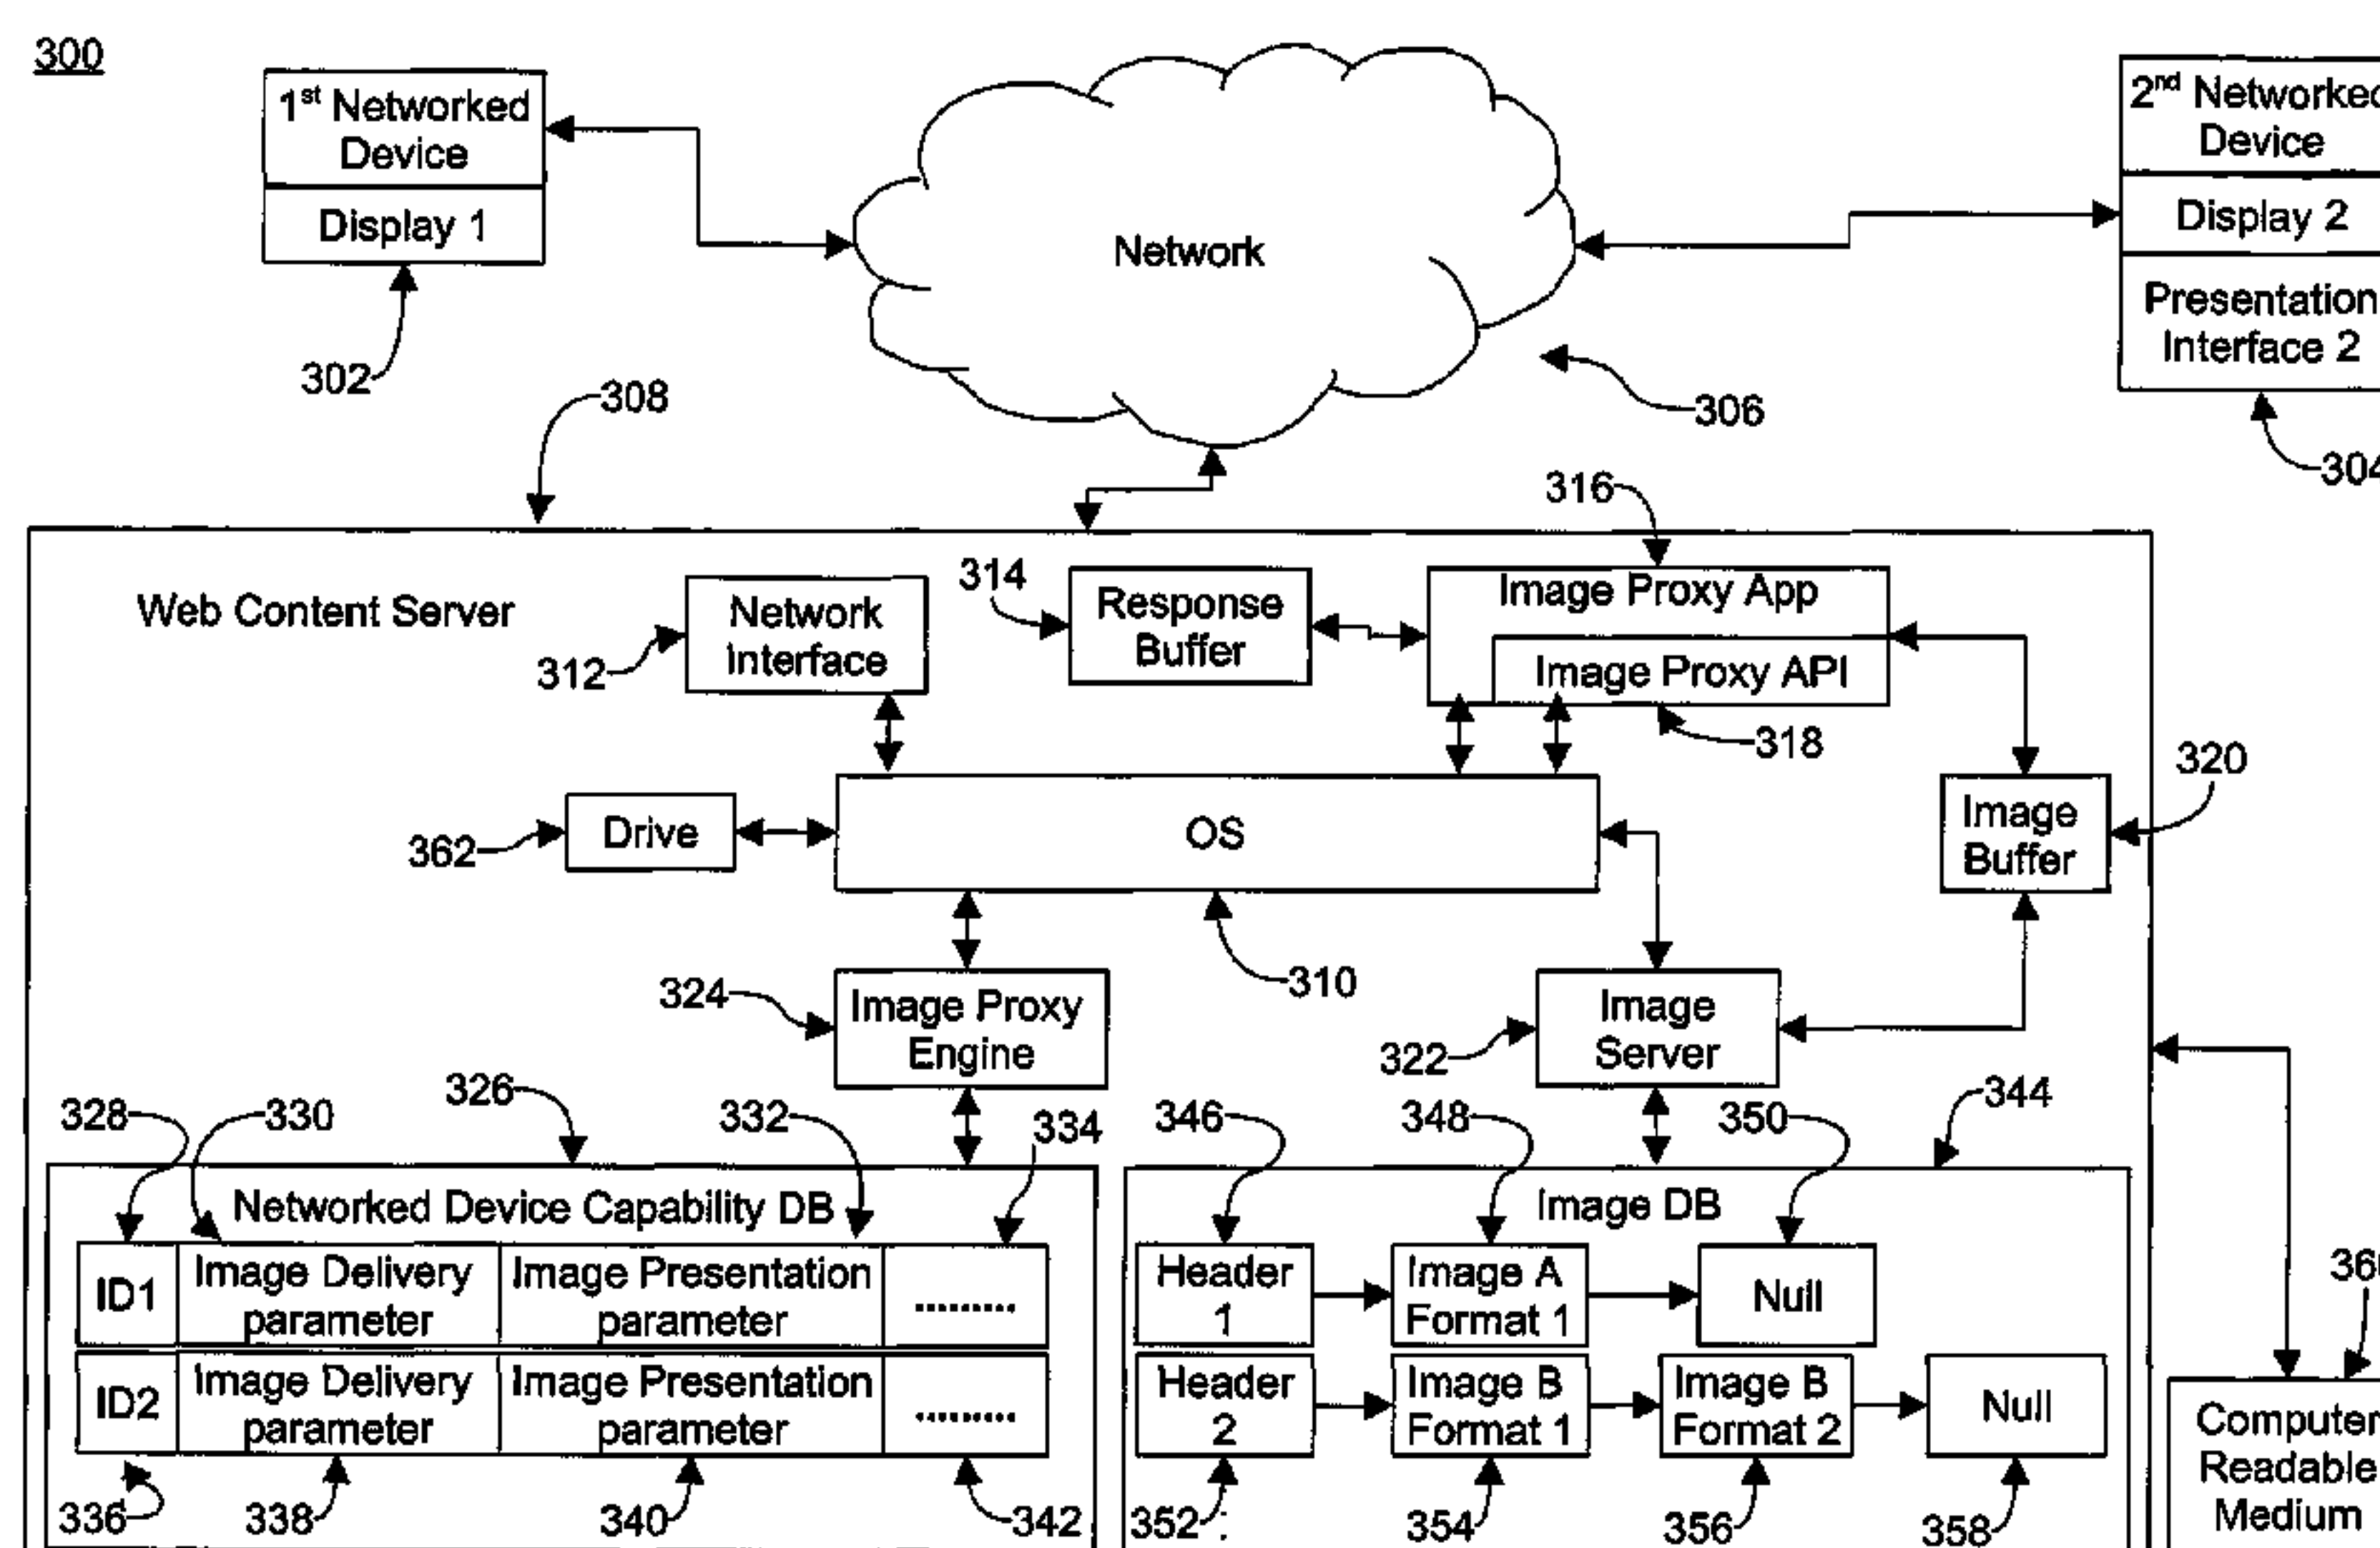 300
1st Networked
Device
Display 1
302
Network
306
2nd Networked
Device
Display 2
Presentation
Interface 2
304
308
Web Content Server
312
Network
Interface
314
Response
Buffer
316
Image Proxy App
Image Proxy API
318
320
Image
Buffer
362
Drive
OS
310
324
Image Proxy
Engine
322
Image
Server
326
328
330
332
334
Networked Device Capability DB
ID1
Image Delivery
parameter
Image Presentation
parameter
.........
ID2
Image Delivery
parameter
Image Presentation
parameter
.........
336
338
340
342
344
346
348
350
Image DB
Header
1
Image A
Format 1
Null
Header
2
Image B
Format 1
Image B
Format 2
Null
352
:
354
356
358
360
Computer
Readable
Medium